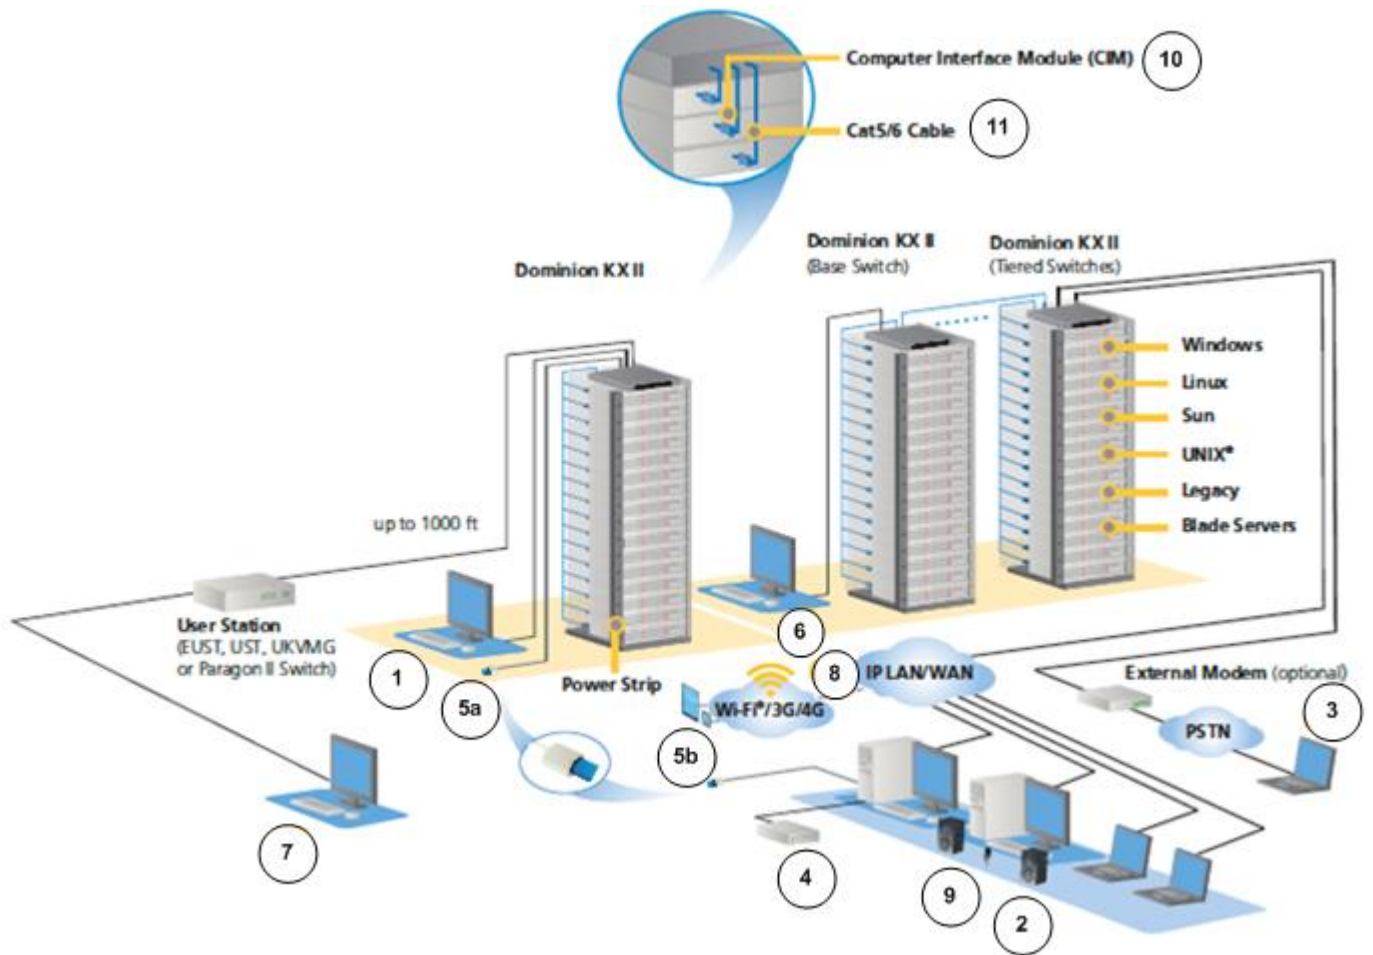 Computer Interface Module (CIM)
10
Cat5/6 Cable
11
Dominion KX II
Dominion KX II
(Base Switch)
Dominion KX II
(Tiered Switches)
Windows
Linux
Sun
UNIX®
Legacy
Blade Servers
up to 1000 ft
User Station
(EUST, UST, UKVMG
or Paragon II Switch)
1
5a
Power Strip
6
8
IP LAN/WAN
Wi-Fi®/3G/4G
5b
External Modem (optional)
3
PSTN
7
4
9
2